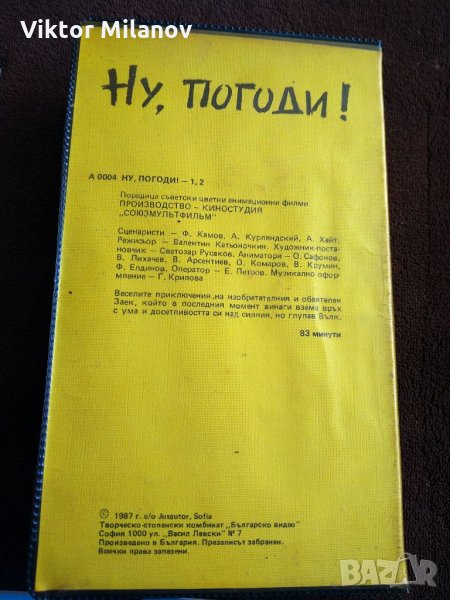 Viktor Milanov
Ну, погоди!
А 0004 НУ, ПОГОДИ! – 1, 2
Поредица съветски цветни анимационни филми
ПРОИЗВОДСТВО – КИНОСТУДИЯ
„СОЮЗМУЛТФИЛЬМ"
Сценаристи – Ф. Камов, А. Курляндский, А. Хайт.
Режисьор – Валентин Катьоночкин. Художник-поста-
новчик – Светозар Русаков. Аниматори – О. Сафонов,
В. Лихачев, В. Арсентиев, О. Комаров, В. Крумин,
Ф. Елдинов. Оператор – Е. Петров. Музикално офор-
мление – Г. Крилова
Веселите приключения на изобретателния и обаятелен
Заек, който в последния момент винаги взема връх
с ума и досетливостта си над силния, но глупав Вълк.
83 минути
© 1987 г. c/o Jusautor, Sofia
Творческо-стопански комбинат „Българско видео"
София 1000 ул. „Васил Левски" № 7
Произведено в България. Презаписът забранен.
Всички права запазени.
BAZAR